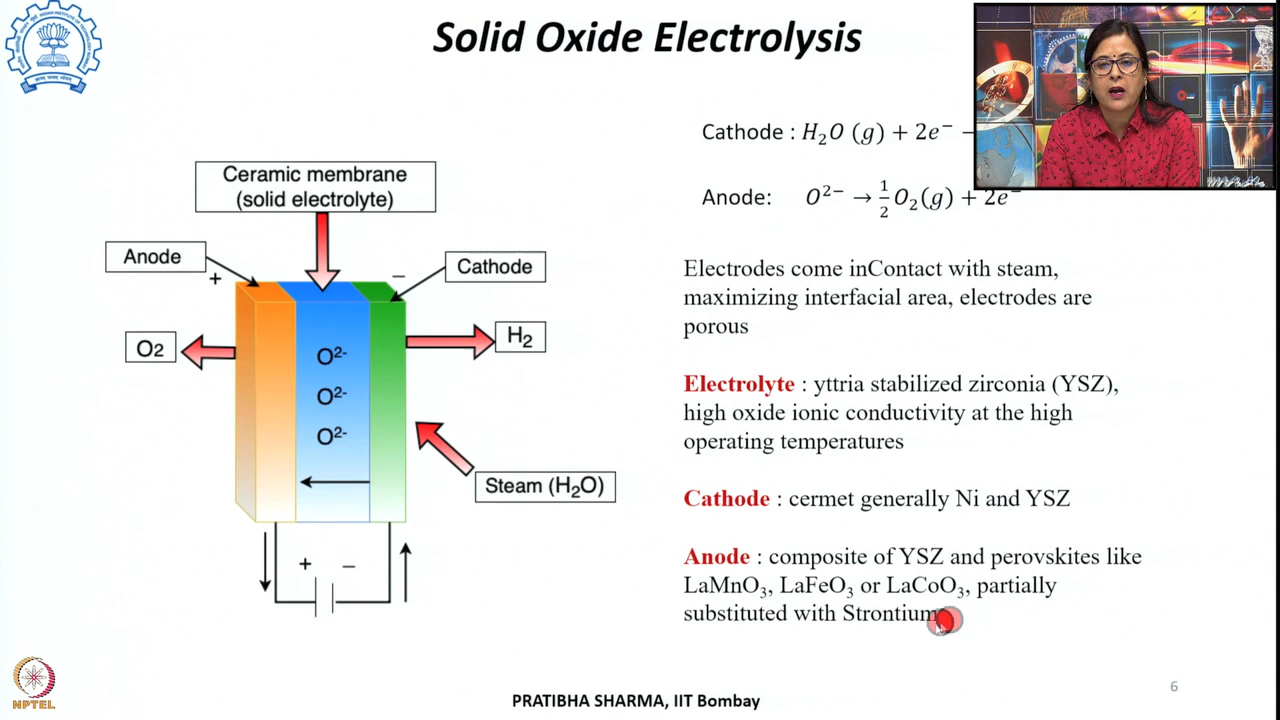 Solid Oxide Electrolysis
Cathode : H₂O (g) + 2e⁻ −
Anode: O²⁻ → ½O₂(g) + 2e⁻
Ceramic membrane
(solid electrolyte)
Anode
+
−
Cathode
O2
H₂
O²⁻
O²⁻
O²⁻
Steam (H₂O)
+ −
Electrodes come inContact with steam,
maximizing interfacial area, electrodes are
porous
Electrolyte : yttria stabilized zirconia (YSZ),
high oxide ionic conductivity at the high
operating temperatures
Cathode : cermet generally Ni and YSZ
Anode : composite of YSZ and perovskites like
LaMnO₃, LaFeO₃ or LaCoO₃, partially
substituted with Strontium
NPTEL
PRATIBHA SHARMA, IIT Bombay
6